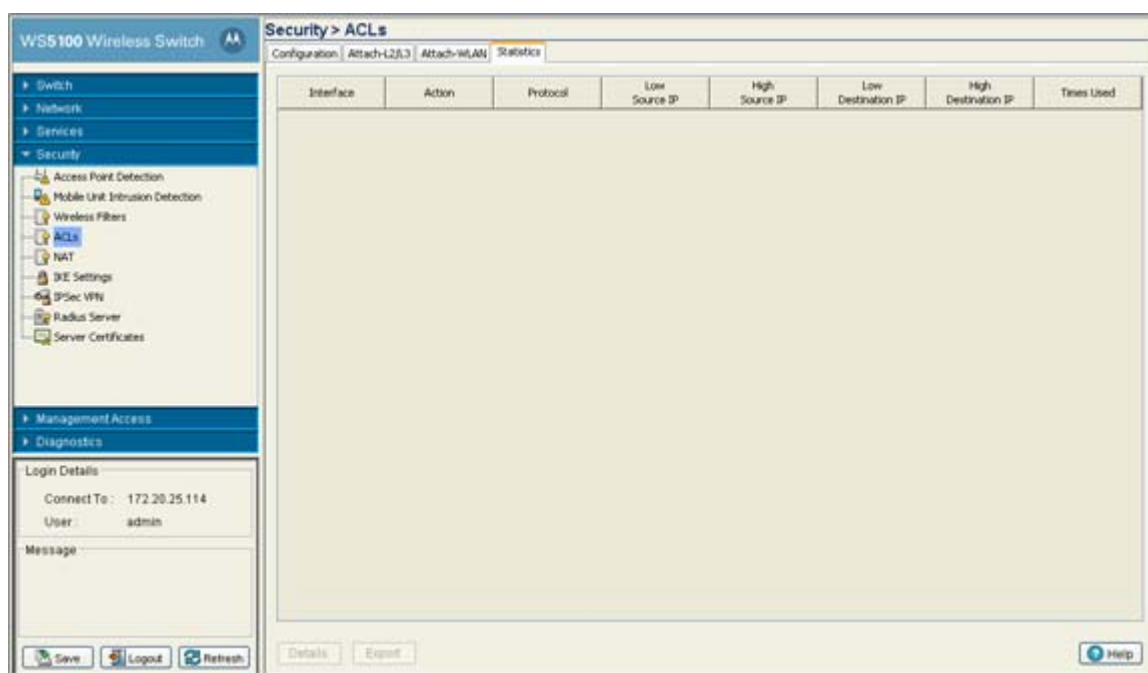 WS5100 Wireless Switch
Switch
Network
Services
Security
Access Point Detection
Mobile Unit Intrusion Detection
Wireless Filters
ACLs
NAT
IKE Settings
IPSec VPN
Radius Server
Server Certificates
Management Access
Diagnostics
Login Details
Connect To : 172.20.25.114
User : admin
Message
Save Logout Refresh
Security > ACLs
Configuration Attach-L2/L3 Attach-WLAN Statistics
Interface Action Protocol Low Source IP High Source IP Low Destination IP High Destination IP Times Used
Details Export Help